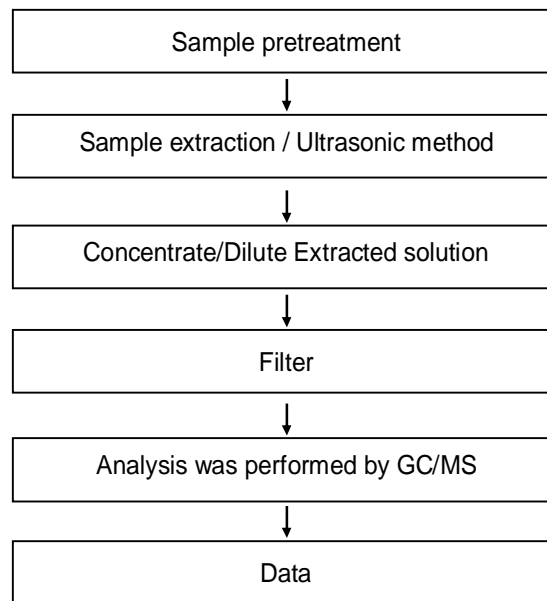 Sample pretreatment
Sample extraction / Ultrasonic method
Concentrate/Dilute Extracted solution
Filter
Analysis was performed by GC/MS
Data